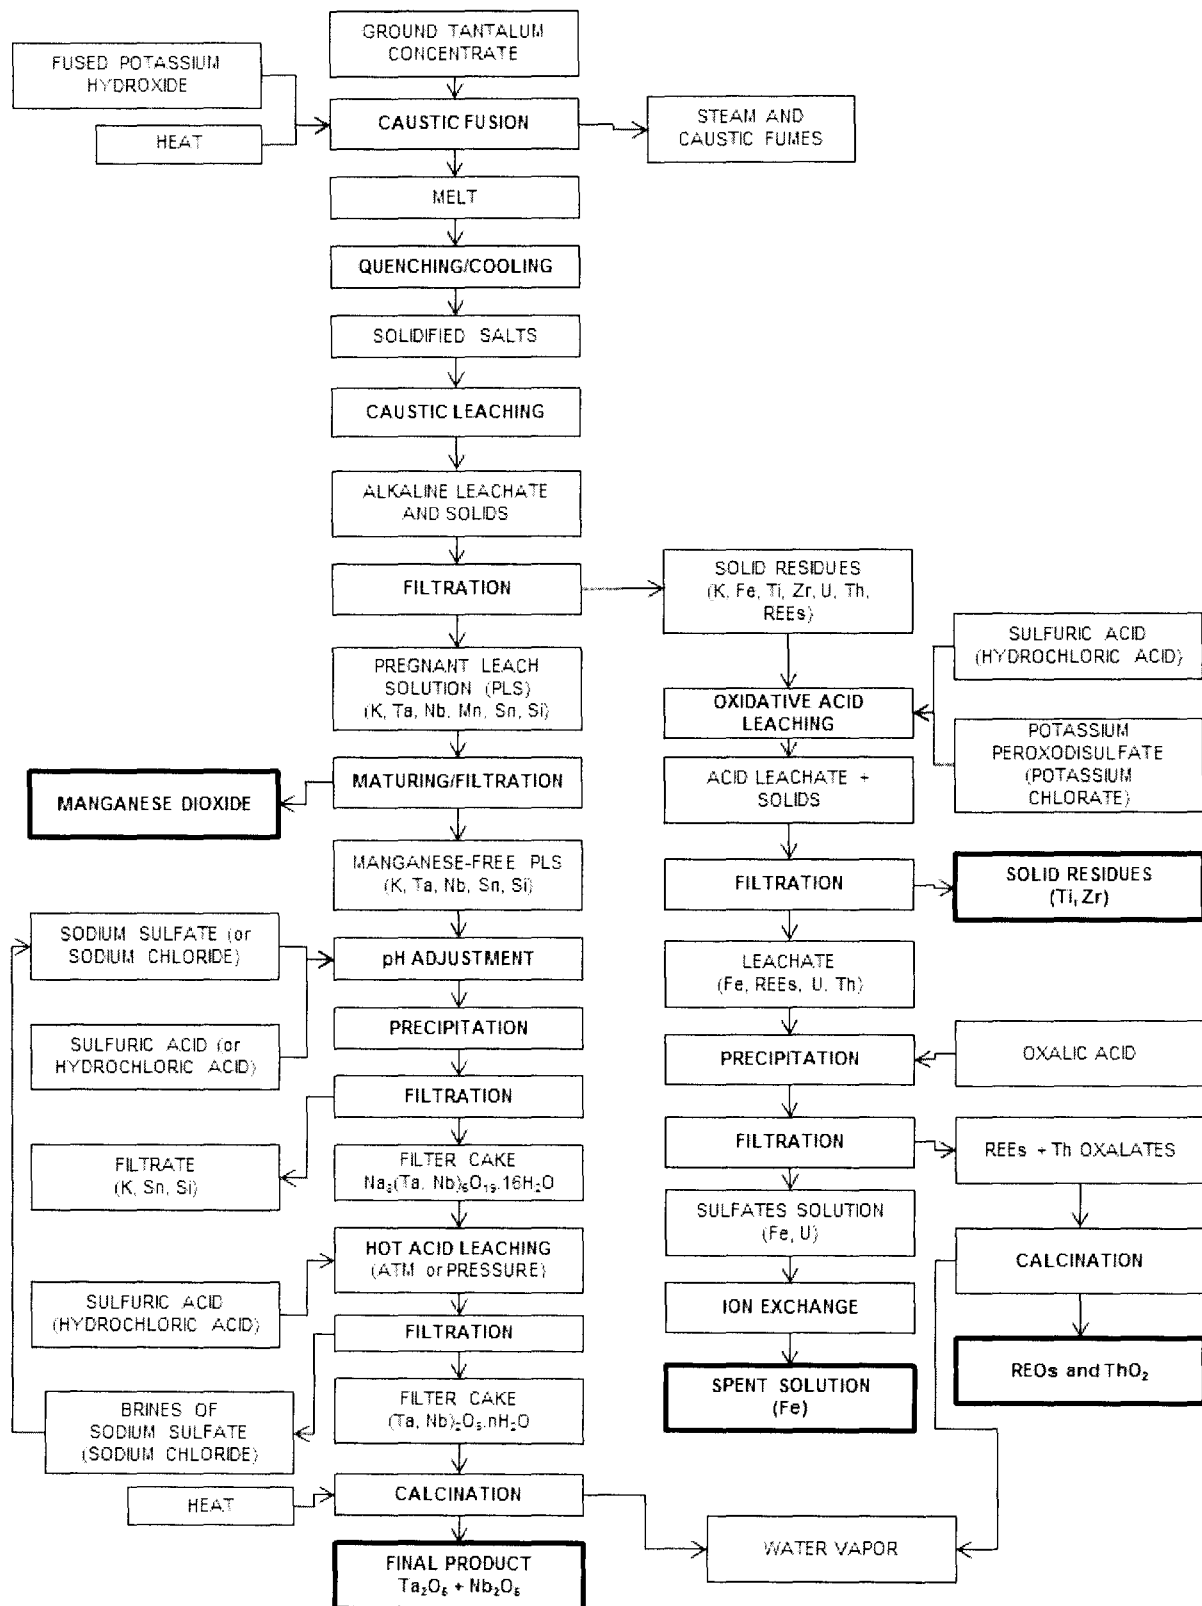 GROUND TANTALUM
CONCENTRATE
FUSED POTASSIUM
HYDROXIDE
HEAT
CAUSTIC FUSION
STEAM AND
CAUSTIC FUMES
MELT
QUENCHING/COOLING
SOLIDIFIED SALTS
CAUSTIC LEACHING
ALKALINE LEACHATE
AND SOLIDS
FILTRATION
SOLID RESIDUES
(K, Fe, Ti, Zr, U, Th,
REEs)
PREGNANT LEACH
SOLUTION (PLS)
(K, Ta, Nb, Mn, Sn, Si)
SULFURIC ACID
(HYDROCHLORIC ACID)
OXIDATIVE ACID
LEACHING
POTASSIUM
PEROXODISULFATE
(POTASSIUM
CHLORATE)
MATURING/FILTRATION
MANGANESE DIOXIDE
ACID LEACHATE +
SOLIDS
MANGANESE-FREE PLS
(K, Ta, Nb, Sn, Si)
FILTRATION
SOLID RESIDUES
(Ti, Zr)
SODIUM SULFATE (or
SODIUM CHLORIDE)
pH ADJUSTMENT
LEACHATE
(Fe, REEs, U, Th)
PRECIPITATION
SULFURIC ACID (or
HYDROCHLORIC ACID)
PRECIPITATION
OXALIC ACID
FILTRATION
FILTRATION
REEs + Th OXALATES
FILTRATE
(K, Sn, Si)
FILTER CAKE
Na₈(Ta, Nb)₆O₁₉.16H₂O
SULFATES SOLUTION
(Fe, U)
HOT ACID LEACHING
(ATM or PRESSURE)
CALCINATION
SULFURIC ACID
(HYDROCHLORIC ACID)
ION EXCHANGE
FILTRATION
REOs and ThO₂
SPENT SOLUTION
(Fe)
FILTER CAKE
(Ta, Nb)₂O₅.nH₂O
BRINES OF
SODIUM SULFATE
(SODIUM CHLORIDE)
HEAT
CALCINATION
WATER VAPOR
FINAL PRODUCT
Ta₂O₅ + Nb₂O₅